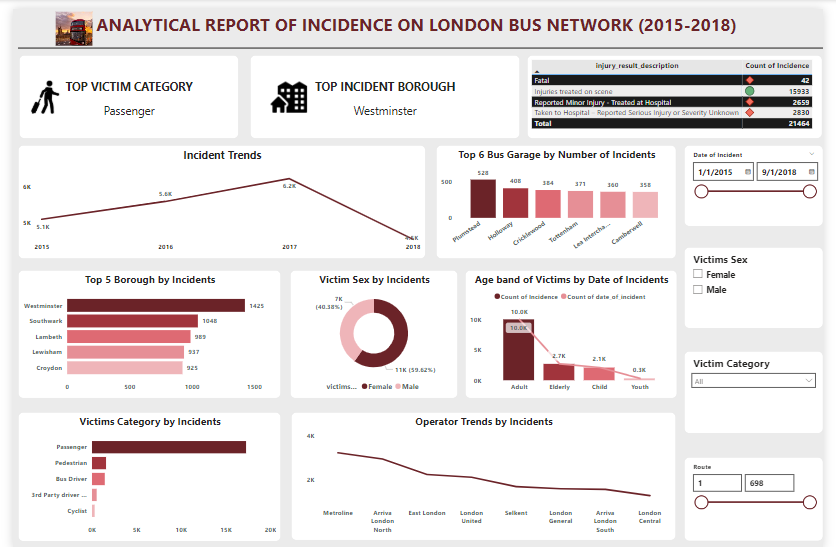 ANALYTICAL REPORT OF INCIDENCE ON LONDON BUS NETWORK (2015-2018)
TOP VICTIM CATEGORY
Passenger
TOP INCIDENT BOROUGH
Westminster
injury_result_description Count of Incidence
Fatal 42
Injuries treated on scene 15933
Reported Minor Injury - Treated at Hospital 2659
Taken to Hospital - Reported Serious Injury or Severity Unknown 2830
Total 21464
Incident Trends
6K
5K
5.1K
5.6K
6.2K
4.6K
2015 2016 2017 2018
Top 6 Bus Garage by Number of Incidents
500
0
528 408 384 371 360 358
Plumstead Holloway Cricklewood Tottenham Lea Intercha... Camberwell
Date of Incident
1/1/2015 9/1/2018
Victims Sex
Female
Male
Top 5 Borough by Incidents
Westminster 1425
Southwark 1048
Lambeth 989
Lewisham 937
Croydon 925
0 500 1000 1500
Victim Sex by Incidents
7K
(40.38%)
11K (59.62%)
victims... Female Male
Age band of Victims by Date of Incidents
Count of Incidence Count of date_of_incident
10K
5K
0K
10.0K
10.0K
2.7K
2.1K
0.3K
Adult Elderly Child Youth
Victim Category
All
Victims Category by Incidents
Passenger
Pedestrian
Bus Driver
3rd Party driver ...
Cyclist
0K 5K 10K 15K 20K
Operator Trends by Incidents
4K
2K
Metroline
Arriva
London
North
East London
London
United
Selkent
London
General
Arriva
London
South
London
Central
Route
1 698